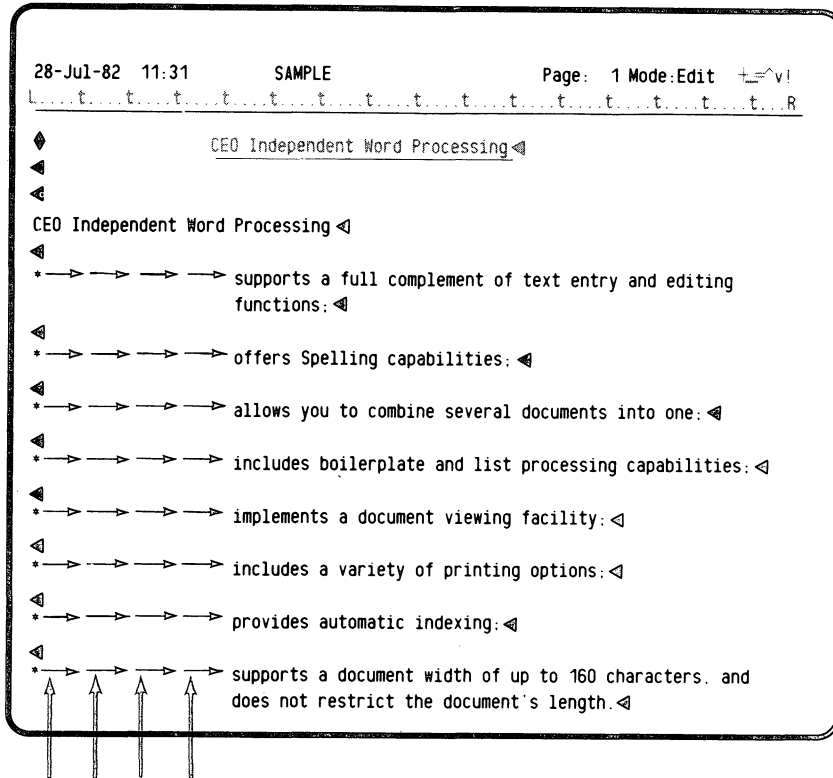 28-Jul-82 11:31 SAMPLE Page: 1 Mode:Edit +_=^v!
L....t....t....t....t....t....t....t....t....t....t....t....t....t....t....t...R
CEO Independent Word Processing
CEO Independent Word Processing
* supports a full complement of text entry and editing
functions;
* offers Spelling capabilities;
* allows you to combine several documents into one;
* includes boilerplate and list processing capabilities;
* implements a document viewing facility;
* includes a variety of printing options;
* provides automatic indexing;
* supports a document width of up to 160 characters, and
does not restrict the document's length.